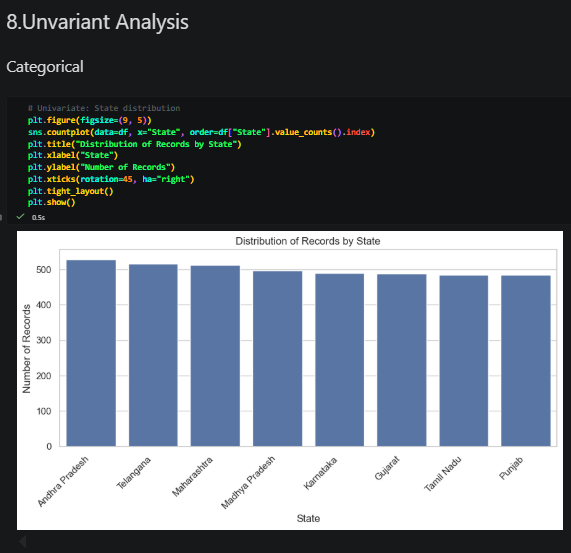 8.Unvariant Analysis
Categorical
# Univariate: State distribution
plt.figure(figsize=(9, 5))
sns.countplot(data=df, x="State", order=df["State"].value_counts().index)
plt.title("Distribution of Records by State")
plt.xlabel("State")
plt.ylabel("Number of Records")
plt.xticks(rotation=45, ha="right")
plt.tight_layout()
plt.show()
0.5s
Distribution of Records by State
Number of Records
500
400
300
200
100
0
Andhra Pradesh
Telangana
Maharashtra
Madhya Pradesh
Karnataka
Gujarat
Tamil Nadu
Punjab
State